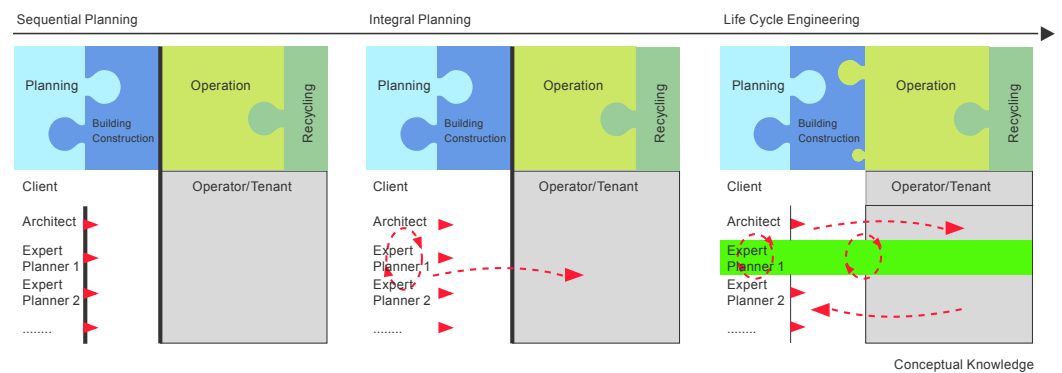 Sequential Planning
Integral Planning
Life Cycle Engineering
Planning
Building
Construction
Operation
Recycling
Client
Operator/Tenant
Architect
Expert
Planner 1
Expert
Planner 2
........
Planning
Building
Construction
Operation
Recycling
Client
Operator/Tenant
Architect
Expert
Planner 1
Expert
Planner 2
........
Planning
Building
Construction
Operation
Recycling
Client
Operator/Tenant
Architect
Expert
Planner 1
Expert
Planner 2
........
Conceptual Knowledge